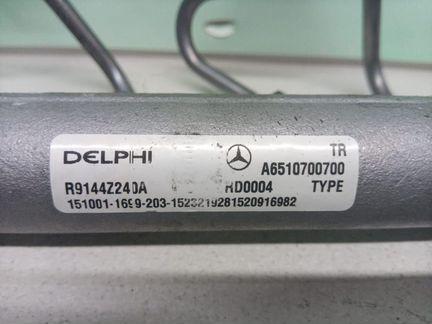 DELPHI TR
A6510700700
R9144Z240A RD0004 TYPE
151001-1699-203-1523219281520916982